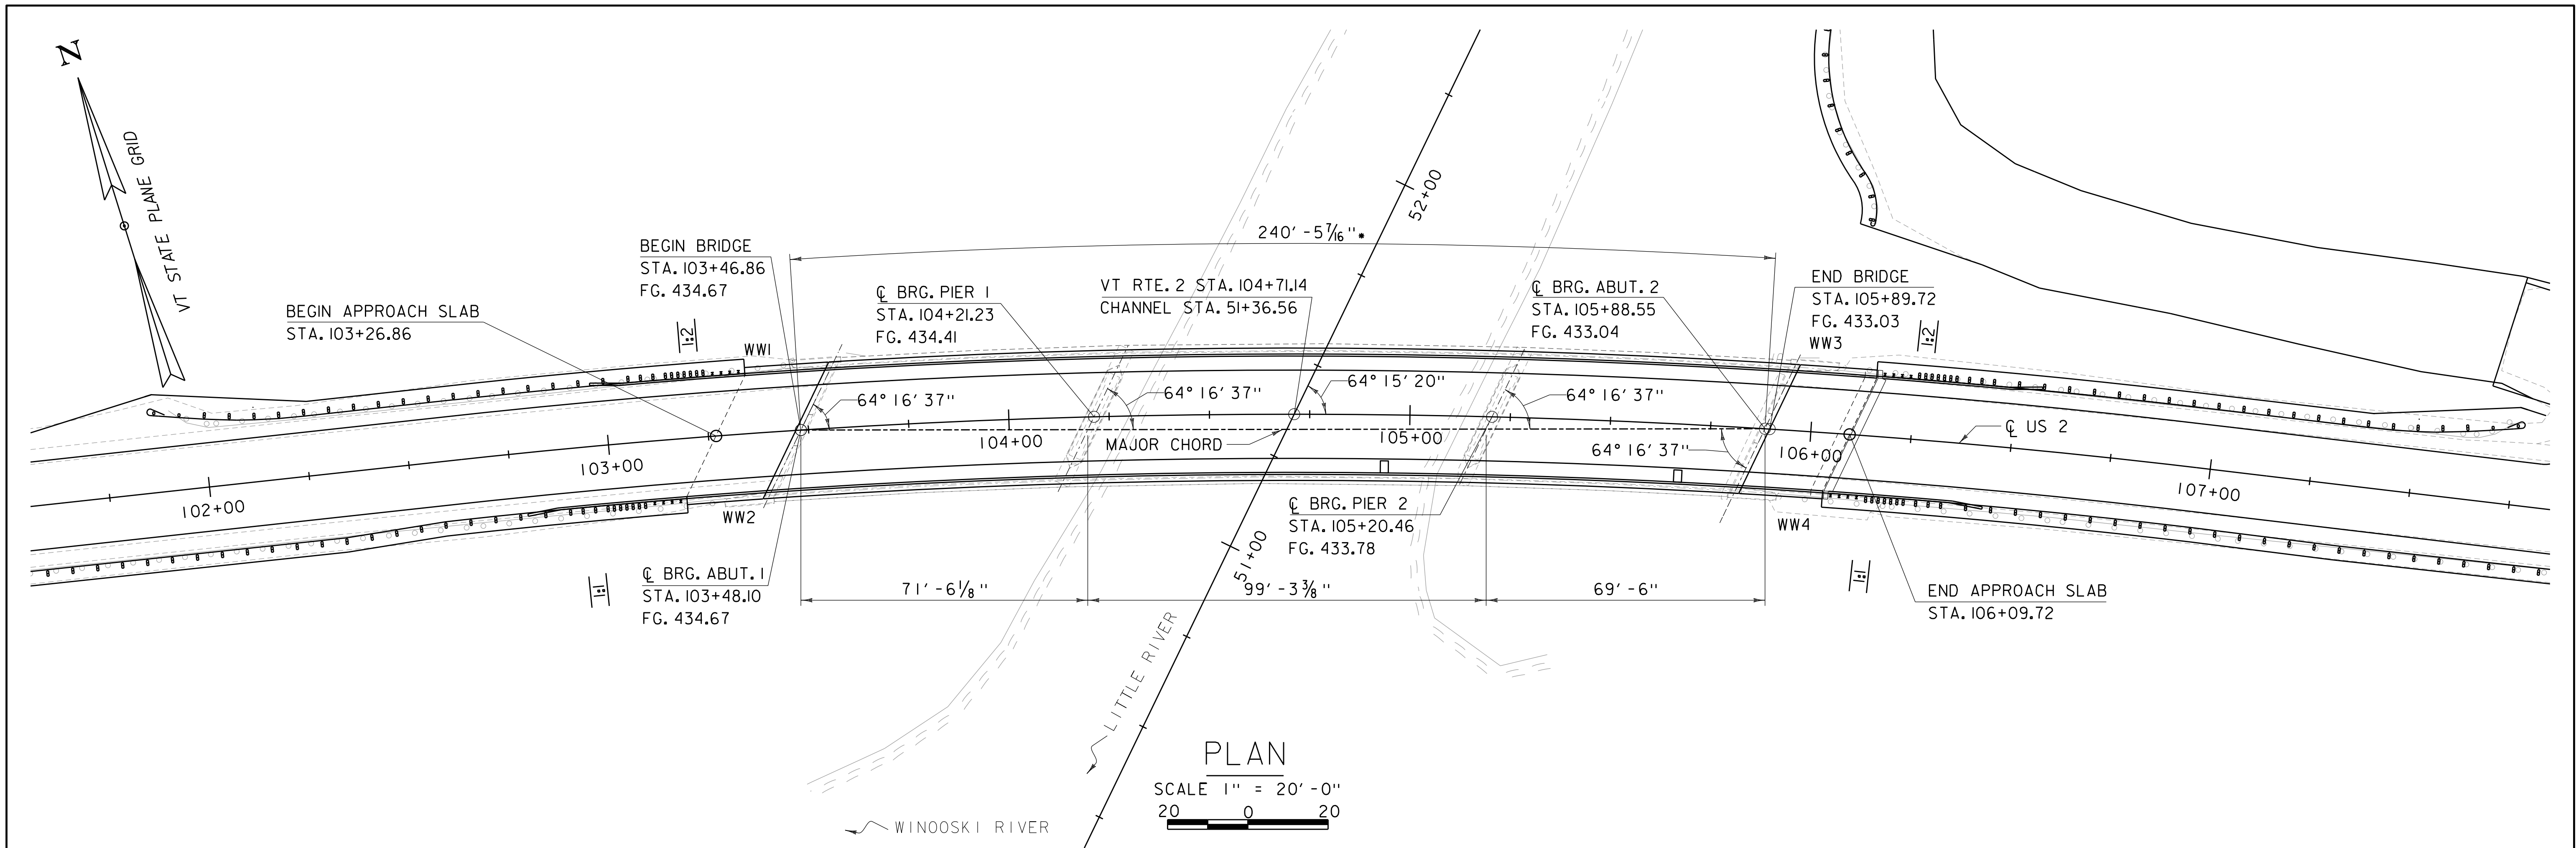 N
VT STATE PLANE GRID
BEGIN APPROACH SLAB
STA. 103+26.86
BEGIN BRIDGE
STA. 103+46.86
FG. 434.67
1:2
WW1
℄ BRG. PIER 1
STA. 104+21.23
FG. 434.41
240'-5 7/16"*
VT RTE. 2 STA. 104+71.14
CHANNEL STA. 51+36.56
52+00
℄ BRG. ABUT. 2
STA. 105+88.55
FG. 433.04
END BRIDGE
STA. 105+89.72
FG. 433.03
WW3
1:2
64° 16' 37"
64° 16' 37"
64° 15' 20"
64° 16' 37"
64° 16' 37"
102+00
103+00
104+00
MAJOR CHORD
105+00
106+00
℄ US 2
107+00
WW2
℄ BRG. PIER 2
STA. 105+20.46
FG. 433.78
WW4
51+00
1:1
℄ BRG. ABUT. 1
STA. 103+48.10
FG. 434.67
71'-6 1/8"
99'-3 3/8"
69'-6"
1:1
END APPROACH SLAB
STA. 106+09.72
LITTLE RIVER
WINOOSKI RIVER
PLAN
SCALE 1" = 20'-0"
20 0 20